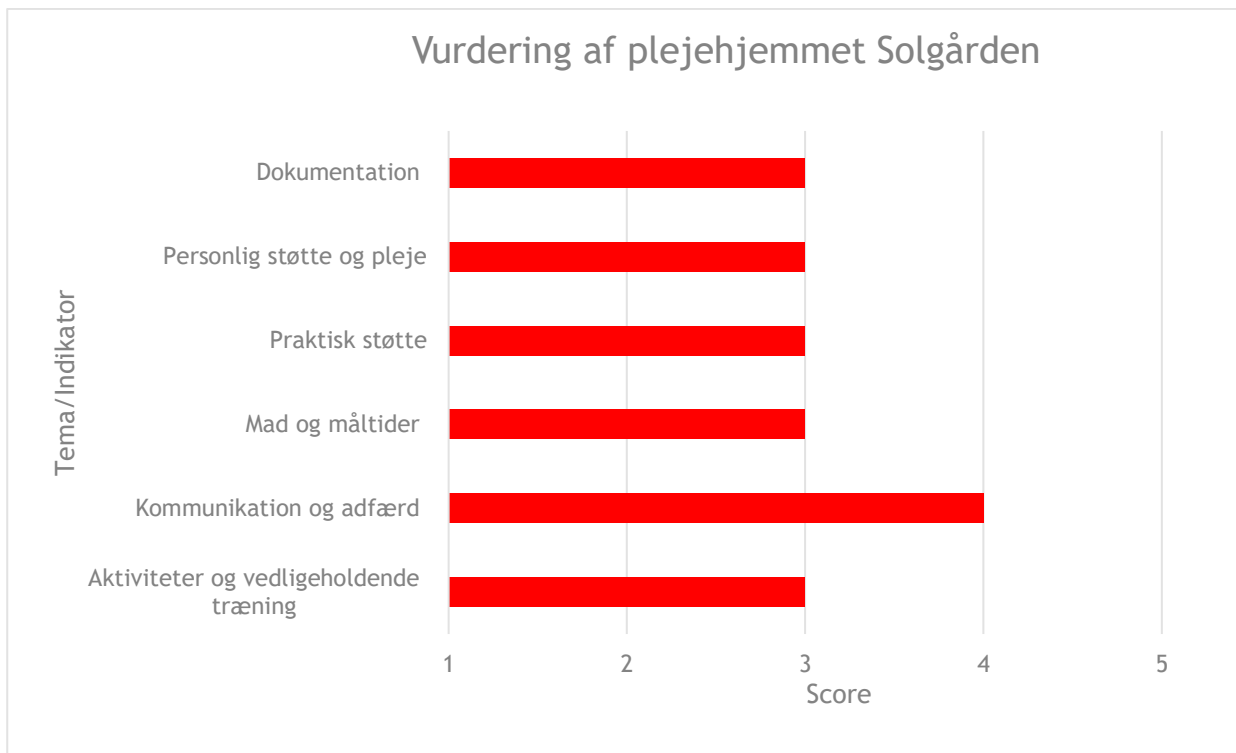 Vurdering af plejehjemmet Solgården
Tema/Indikator
Dokumentation
Personlig støtte og pleje
Praktisk støtte
Mad og måltider
Kommunikation og adfærd
Aktiviteter og vedligeholdende
træning
1 2 3 4 5
Score